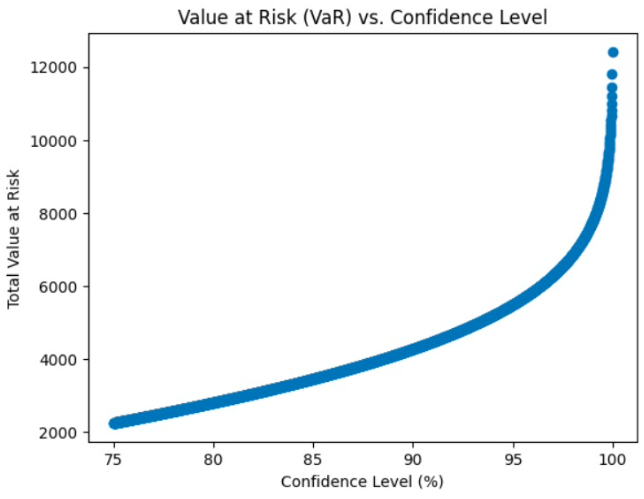 Value at Risk (VaR) vs. Confidence Level
12000
10000
8000
6000
4000
2000
Total Value at Risk
75 80 85 90 95 100
Confidence Level (%)